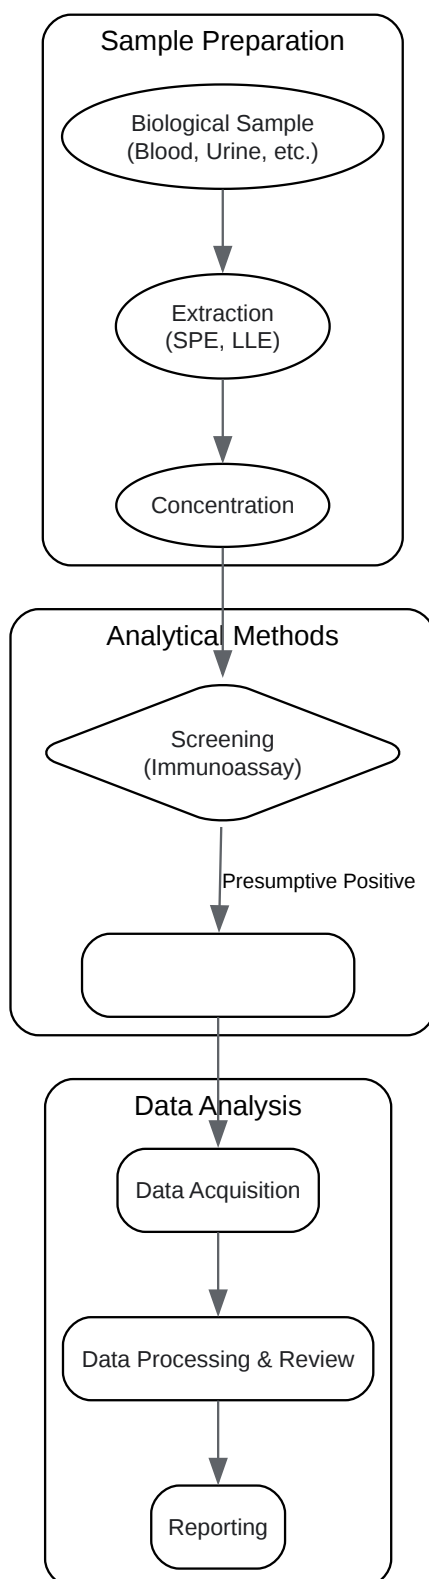 Sample Preparation
Biological Sample
(Blood, Urine, etc.)
Extraction
(SPE, LLE)
Concentration
Analytical Methods
Screening
(Immunoassay)
Presumptive Positive
Data Analysis
Data Acquisition
Data Processing & Review
Reporting